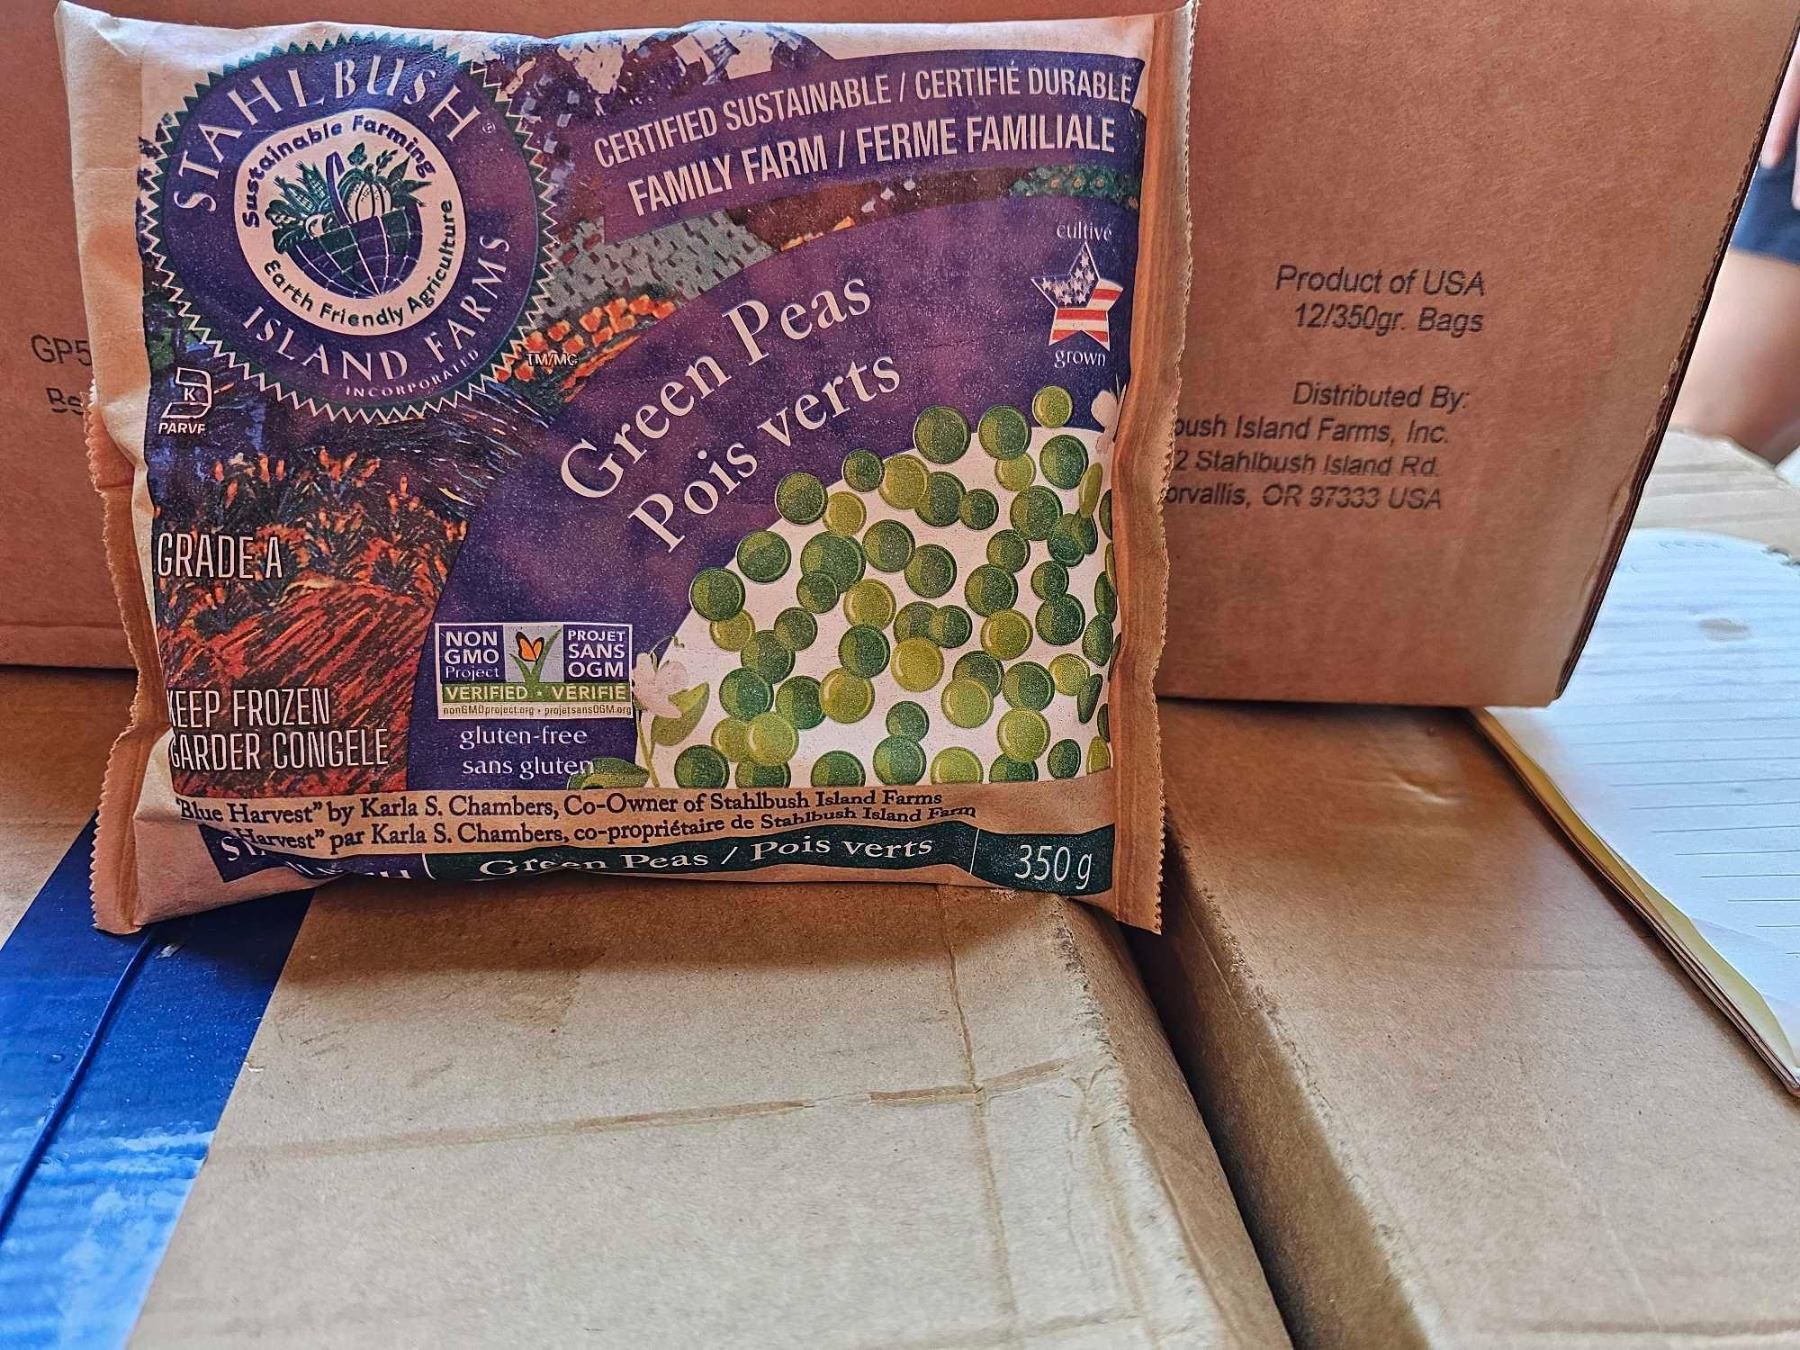 STAHLBUSH ®
ISLAND FARMS
INCORPORATED
Sustainable Farming
Earth Friendly Agriculture
TM/MC
CERTIFIED SUSTAINABLE / CERTIFIÉ DURABLE
FAMILY FARM / FERME FAMILIALE
cultivé
grown
Green Peas
Pois verts
K
PARVE
GRADE A
KEEP FROZEN
GARDER CONGELE
NON
GMO
Project
PROJET
SANS
OGM
VERIFIED • VÉRIFIÉ
nonGMOproject.org • projetsansOGM.org
gluten-free
sans gluten
"Blue Harvest" by Karla S. Chambers, Co-Owner of Stahlbush Island Farms
Harvest" par Karla S. Chambers, co-propriétaire de Stahlbush Island Farm
Green Peas / Pois verts
350 g
GP5
Product of USA
12/350gr. Bags
Distributed By:
bush Island Farms, Inc.
2 Stahlbush Island Rd.
orvallis, OR 97333 USA